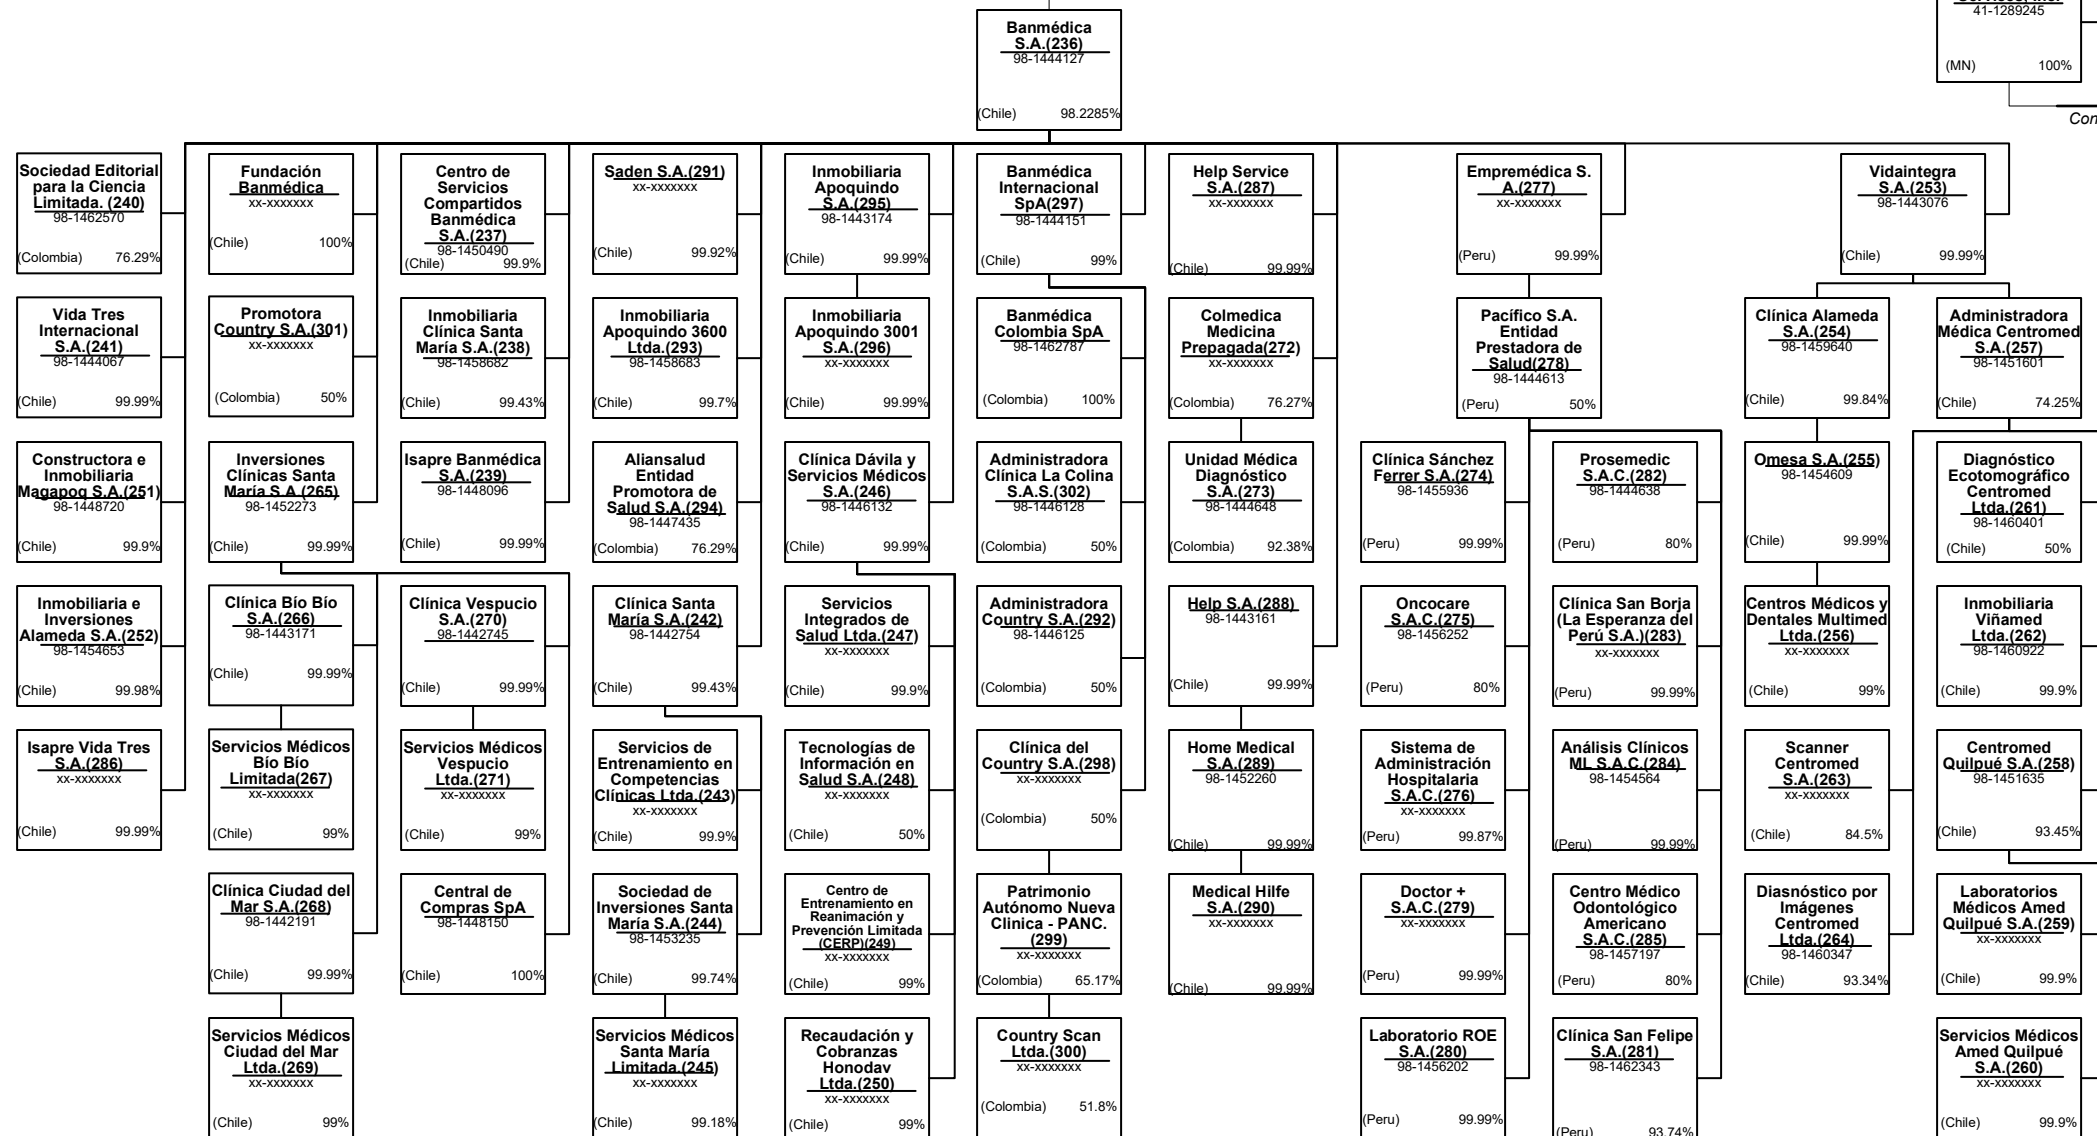 Banmédica
S.A.(236)
98-1444127
(Chile) 98.2285%
41-1289245
(MN) 100%
Con
Sociedad Editorial
para la Ciencia
Limitada. (240)
98-1462570
(Colombia) 76.29%
Fundación
Banmédica
xx-xxxxxxx
(Chile) 100%
Centro de
Servicios
Compartidos
Banmédica
S.A.(237)
98-1450490
(Chile) 99.9%
Saden S.A.(291)
xx-xxxxxxx
(Chile) 99.92%
Inmobiliaria
Apoquindo
S.A.(295)
98-1443174
(Chile) 99.99%
Banmédica
Internacional
SpA(297)
98-1444151
(Chile) 99%
Help Service
S.A.(287)
xx-xxxxxxx
(Chile) 99.99%
Empremédica S.
A.(277)
xx-xxxxxxx
(Peru) 99.99%
Vidaintegra
S.A.(253)
98-1443076
(Chile) 99.99%
Vida Tres
Internacional
S.A.(241)
98-1444067
(Chile) 99.99%
Promotora
Country S.A.(301)
xx-xxxxxxx
(Colombia) 50%
Inmobiliaria
Clínica Santa
María S.A.(238)
98-1458682
(Chile) 99.43%
Inmobiliaria
Apoquindo 3600
Ltda.(293)
98-1458683
(Chile) 99.7%
Inmobiliaria
Apoquindo 3001
S.A.(296)
xx-xxxxxxx
(Chile) 99.99%
Banmédica
Colombia SpA
98-1462787
(Colombia) 100%
Colmedica
Medicina
Prepagada(272)
xx-xxxxxxx
(Colombia) 76.27%
Pacífico S.A.
Entidad
Prestadora de
Salud(278)
98-1444613
(Peru) 50%
Clínica Alameda
S.A.(254)
98-1459640
(Chile) 99.84%
Administradora
Médica Centromed
S.A.(257)
98-1451601
(Chile) 74.25%
Constructora e
Inmobiliaria
Magapoq S.A.(251)
98-1448720
(Chile) 99.9%
Inversiones
Clínicas Santa
María S.A.(265)
98-1452273
(Chile) 99.99%
Isapre Banmédica
S.A.(239)
98-1448096
(Chile) 99.99%
Aliansalud
Entidad
Promotora de
Salud S.A.(294)
98-1447435
(Colombia) 76.29%
Clínica Dávila y
Servicios Médicos
S.A.(246)
98-1446132
(Chile) 99.99%
Administradora
Clínica La Colina
S.A.S.(302)
98-1446128
(Colombia) 50%
Unidad Médica
Diagnóstico
S.A.(273)
98-1444648
(Colombia) 92.38%
Clínica Sánchez
Ferrer S.A.(274)
98-1455936
(Peru) 99.99%
Prosemedic
S.A.C.(282)
98-1444638
(Peru) 80%
Omesa S.A.(255)
98-1454609
(Chile) 99.99%
Diagnóstico
Ecotomográfico
Centromed
Ltda.(261)
98-1460401
(Chile) 50%
Inmobiliaria e
Inversiones
Alameda S.A.(252)
98-1454653
(Chile) 99.98%
Clínica Bío Bío
S.A.(266)
98-1443171
(Chile) 99.99%
Clínica Vespucio
S.A.(270)
98-1442745
(Chile) 99.99%
Clínica Santa
María S.A.(242)
98-1442754
(Chile) 99.43%
Servicios
Integrados de
Salud Ltda.(247)
xx-xxxxxxx
(Chile) 99.9%
Administradora
Country S.A.(292)
98-1446125
(Colombia) 50%
Help S.A.(288)
98-1443161
(Chile) 99.99%
Oncocare
S.A.C.(275)
98-1456252
(Peru) 80%
Clínica San Borja
(La Esperanza del
Perú S.A.)(283)
xx-xxxxxxx
(Peru) 99.99%
Centros Médicos y
Dentales Multimed
Ltda.(256)
xx-xxxxxxx
(Chile) 99%
Inmobiliaria
Viñamed
Ltda.(262)
98-1460922
(Chile) 99.9%
Isapre Vida Tres
S.A.(286)
xx-xxxxxxx
(Chile) 99.99%
Servicios Médicos
Bío Bío
Limitada(267)
xx-xxxxxxx
(Chile) 99%
Servicios Médicos
Vespucio
Ltda.(271)
xx-xxxxxxx
(Chile) 99%
Servicios de
Entrenamiento en
Competencias
Clínicas Ltda.(243)
xx-xxxxxxx
(Chile) 99.9%
Tecnologías de
Información en
Salud S.A.(248)
xx-xxxxxxx
(Chile) 50%
Clínica del
Country S.A.(298)
xx-xxxxxxx
(Colombia) 50%
Home Medical
S.A.(289)
98-1452260
(Chile) 99.99%
Sistema de
Administración
Hospitalaria
S.A.C.(276)
xx-xxxxxxx
(Peru) 99.87%
Análisis Clínicos
ML S.A.C.(284)
98-1454564
(Peru) 99.99%
Scanner
Centromed
S.A.(263)
xx-xxxxxxx
(Chile) 84.5%
Centromed
Quilpué S.A.(258)
98-1451635
(Chile) 93.45%
Clínica Ciudad del
Mar S.A.(268)
98-1442191
(Chile) 99.99%
Central de
Compras SpA
98-1448150
(Chile) 100%
Sociedad de
Inversiones Santa
María S.A.(244)
98-1453235
(Chile) 99.74%
Centro de
Entrenamiento en
Reanimación y
Prevención Limitada
(CERP)(249)
xx-xxxxxxx
(Chile) 99%
Patrimonio
Autónomo Nueva
Clinica - PANC.
(299)
xx-xxxxxxx
(Colombia) 65.17%
Medical Hilfe
S.A.(290)
xx-xxxxxxx
(Chile) 99.99%
Doctor +
S.A.C.(279)
xx-xxxxxxx
(Peru) 99.99%
Centro Médico
Odontológico
Americano
S.A.C.(285)
98-1457197
(Peru) 80%
Diasnóstico por
Imágenes
Centromed
Ltda.(264)
98-1460347
(Chile) 93.34%
Laboratorios
Médicos Amed
Quilpué S.A.(259)
xx-xxxxxxx
(Chile) 99.9%
Servicios Médicos
Ciudad del Mar
Ltda.(269)
xx-xxxxxxx
(Chile) 99%
Servicios Médicos
Santa María
Limitada.(245)
xx-xxxxxxx
(Chile) 99.18%
Recaudación y
Cobranzas
Honodav
Ltda.(250)
xx-xxxxxxx
(Chile) 99%
Country Scan
Ltda.(300)
xx-xxxxxxx
(Colombia) 51.8%
Laboratorio ROE
S.A.(280)
98-1456202
(Peru) 99.99%
Clínica San Felipe
S.A.(281)
98-1462343
(Peru) 93.74%
Servicios Médicos
Amed Quilpué
S.A.(260)
xx-xxxxxxx
(Chile) 99.9%